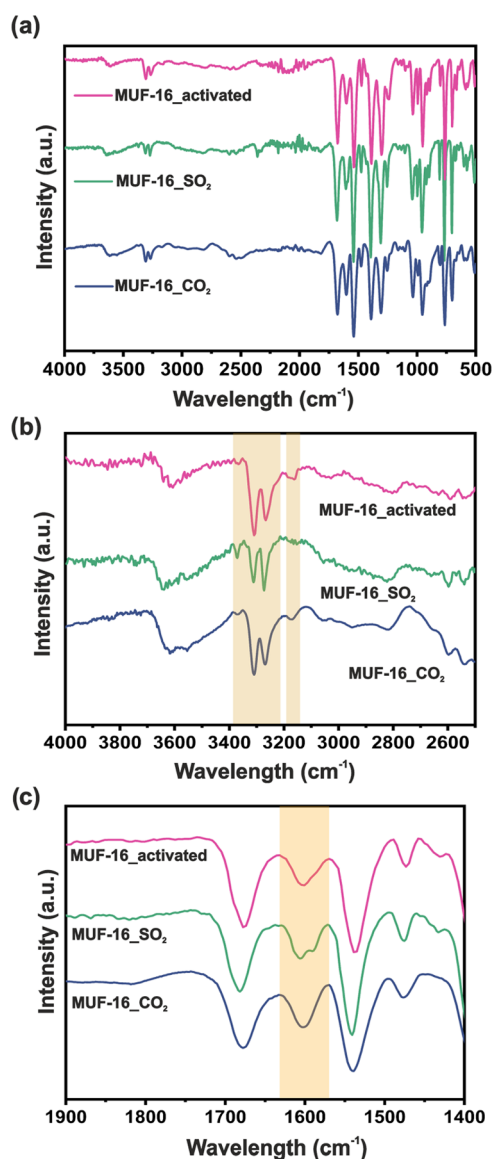 (a)
Intensity (a.u.)
MUF-16_activated
MUF-16_SO₂
MUF-16_CO₂
4000 3500 3000 2500 2000 1500 1000 500
Wavelength (cm⁻¹)
(b)
Intensity (a.u.)
MUF-16_activated
MUF-16_SO₂
MUF-16_CO₂
4000 3800 3600 3400 3200 3000 2800 2600
Wavelength (cm⁻¹)
(c)
Intensity (a.u.)
MUF-16_activated
MUF-16_SO₂
MUF-16_CO₂
1900 1800 1700 1600 1500 1400
Wavelength (cm⁻¹)